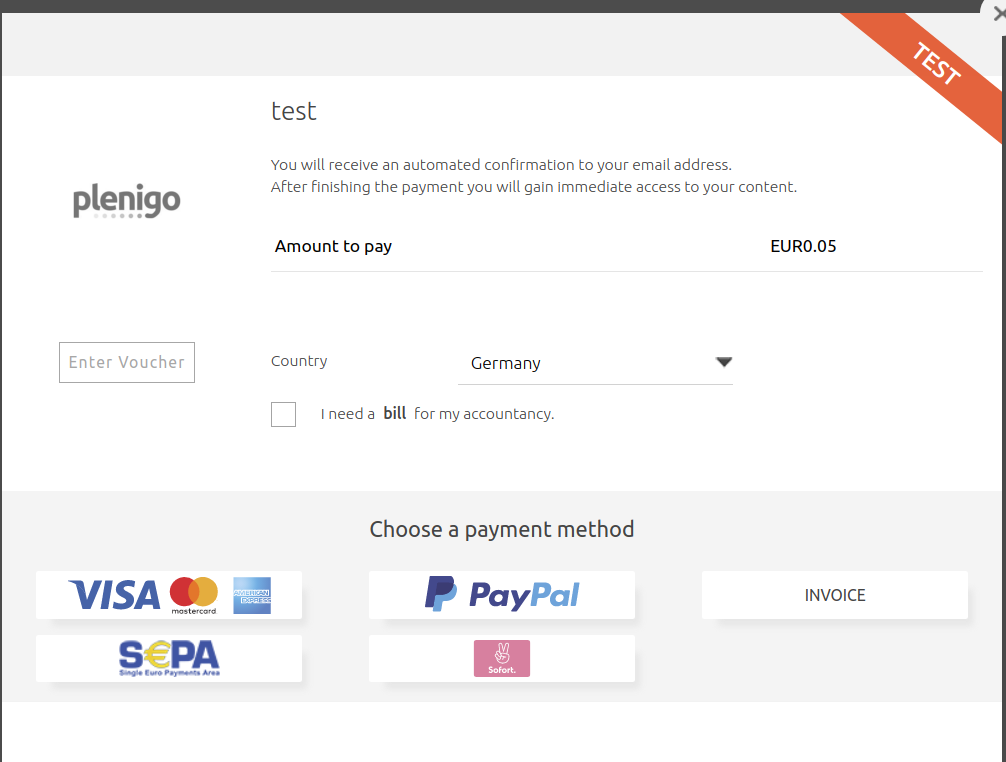 TEST
test
You will receive an automated confirmation to your email address.
After finishing the payment you will gain immediate access to your content.
plenigo
Amount to pay EUR0.05
Enter Voucher
Country Germany
I need a bill for my accountancy.
Choose a payment method
VISA mastercard. AMERICAN EXPRESS
PayPal
INVOICE
S€PA
Single Euro Payments Area
Sofort.